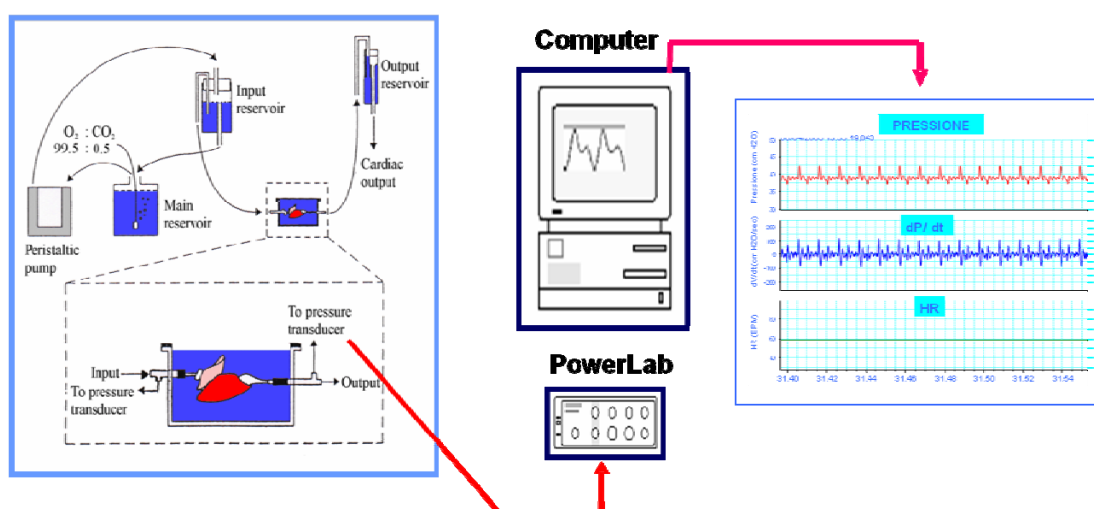 Computer
Output
reservoir
Input
reservoir
O₂ : CO₂
99.5 : 0.5
Cardiac
output
Main
reservoir
Peristaltic
pump
To pressure
transducer
Input
Output
To pressure
transducer
PowerLab
PRESSIONE
dP/ dt
HR
31.40 31.42 31.44 31.46 31.48 31.50 31.52 31.54